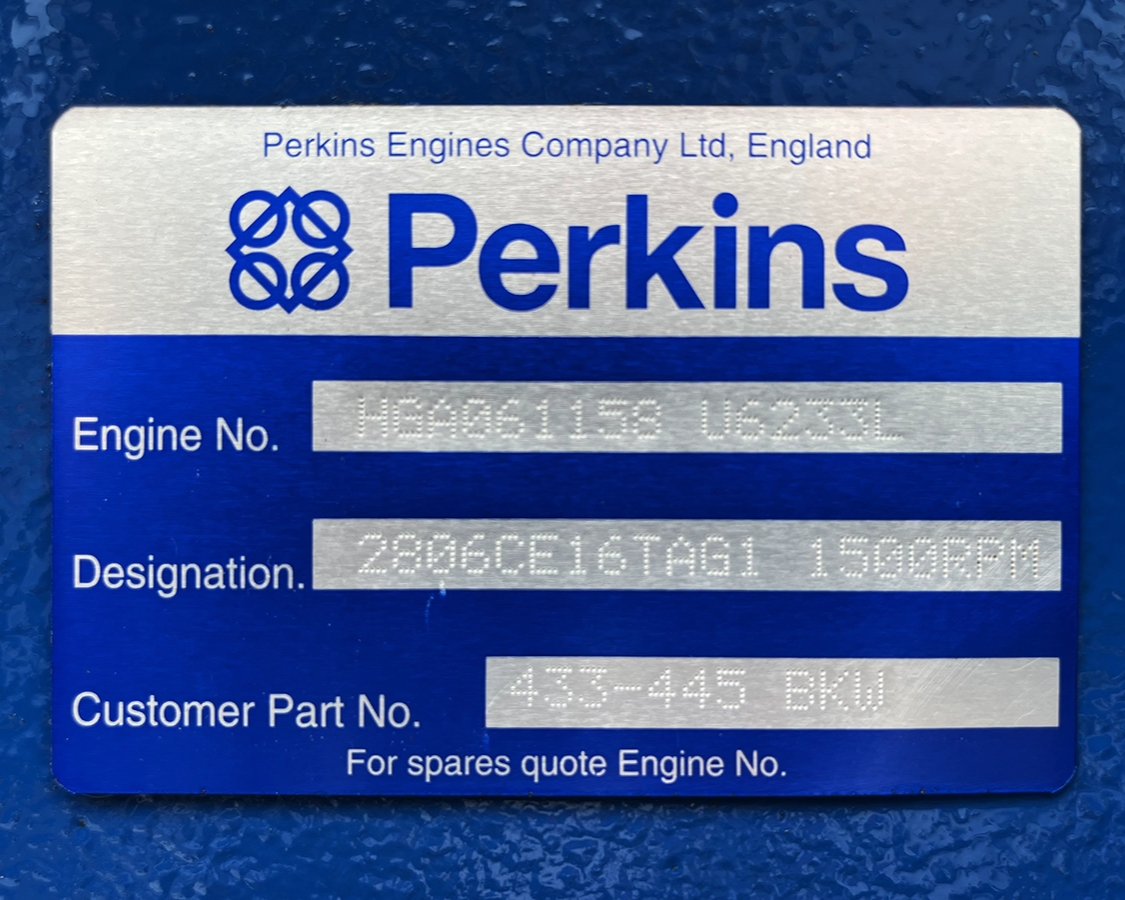 Perkins Engines Company Ltd, England
Perkins
Engine No. HGA061158 U6233L
Designation. 2806CE16TAG1 1500RPM
Customer Part No. 433-445 BKW
For spares quote Engine No.